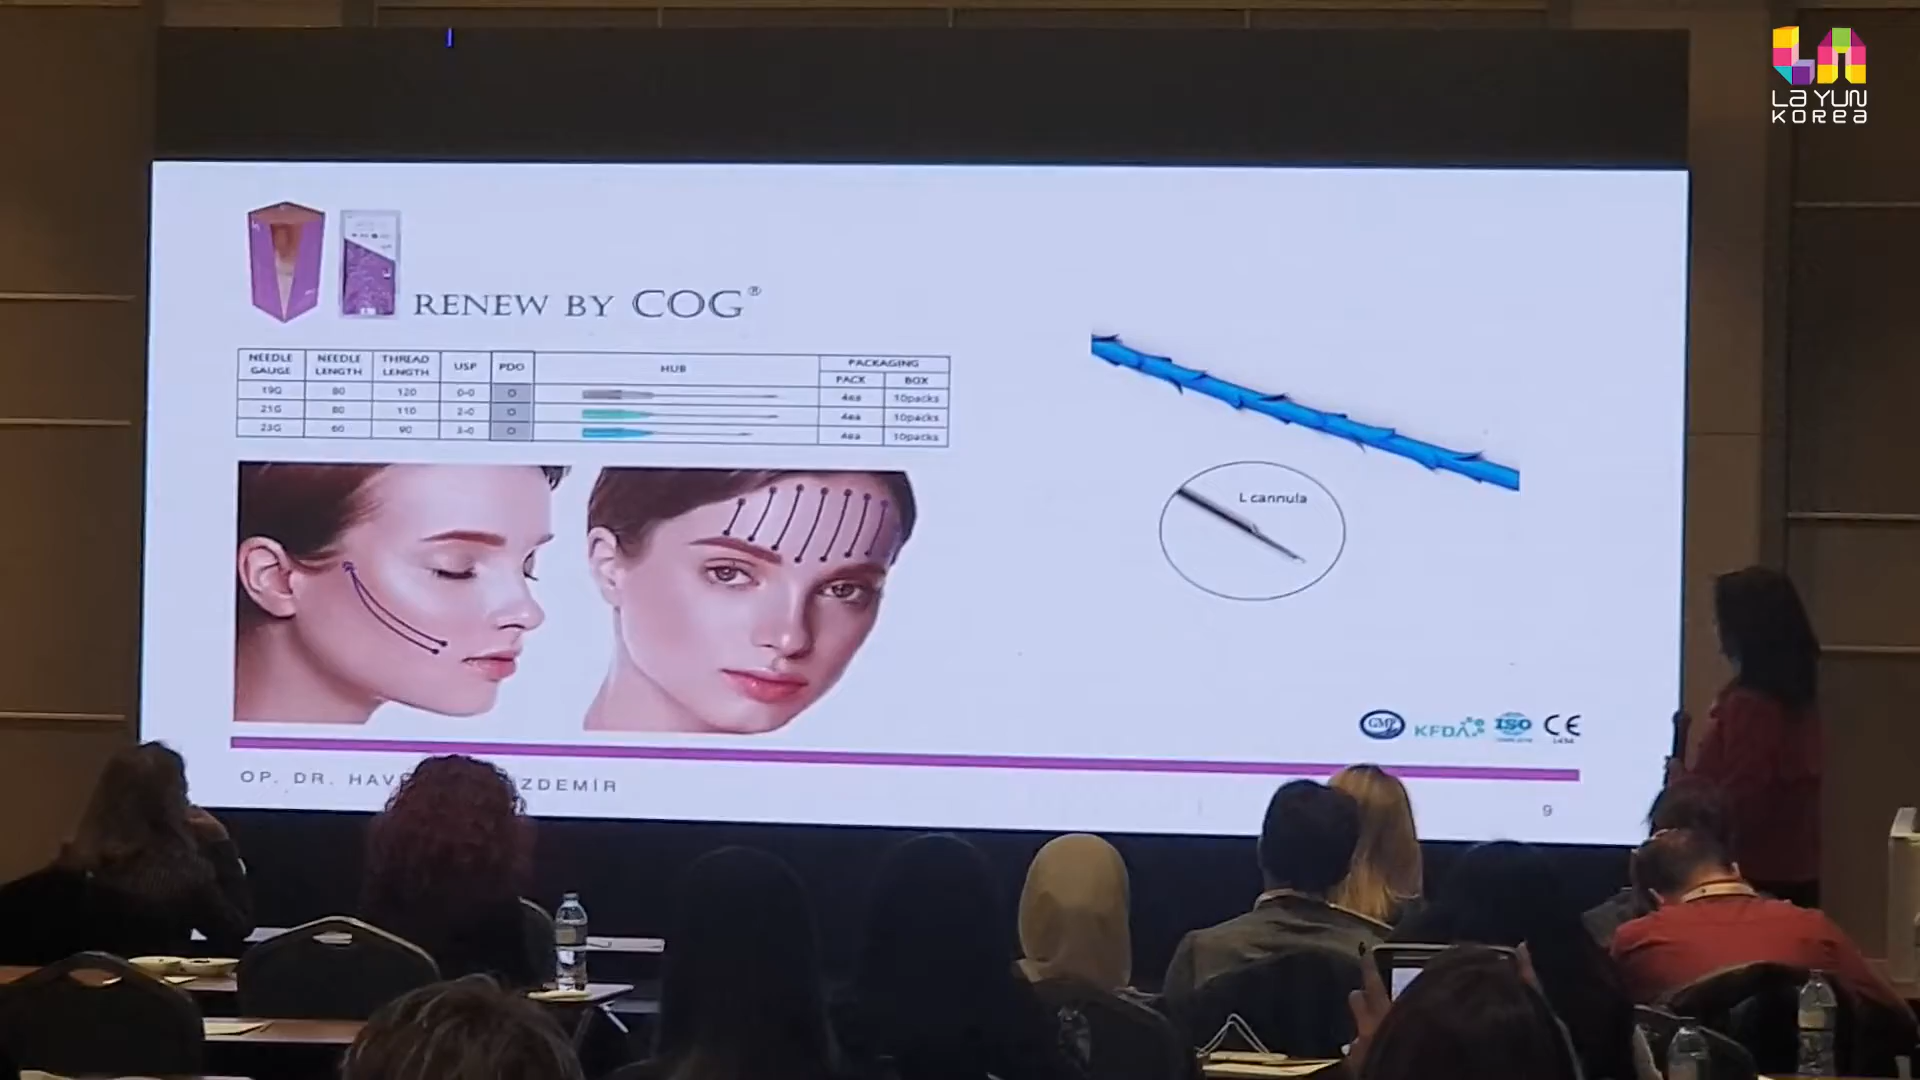 LA
LaYUN
KOREA
RENEW BY COG®
NEEDLE GAUGE NEEDLE LENGTH THREAD LENGTH USP PDO HUB PACKAGING
PACK BOX
19G 80 120 0-0 O 4ea 10packs
21G 80 110 2-0 O 4ea 10packs
23G 60 90 3-0 O 4ea 10packs
L cannula
GMP KFDA ISO CE
OP. DR. HAV ZDEMİR
9